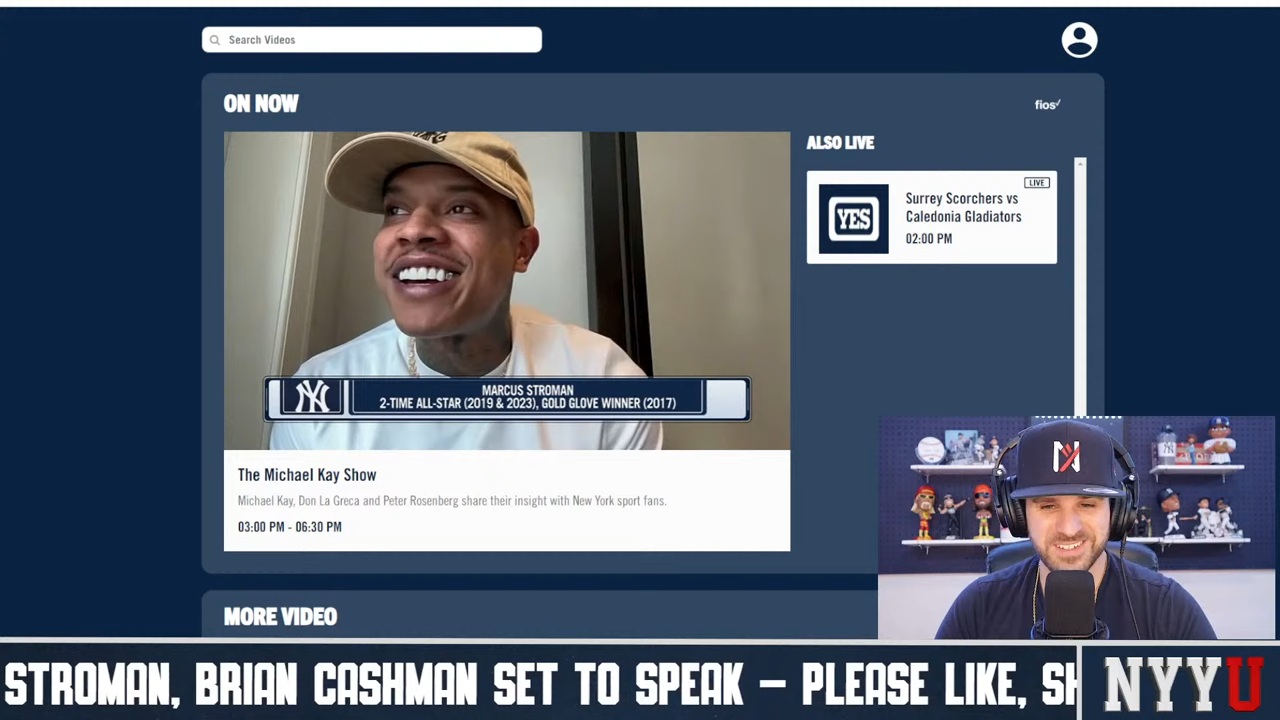 Search Videos
ON NOW
fios✓
ALSO LIVE
LIVE
YES
Surrey Scorchers vs
Caledonia Gladiators
02:00 PM
NY
MARCUS STROMAN
2-TIME ALL-STAR (2019 & 2023), GOLD GLOVE WINNER (2017)
The Michael Kay Show
Michael Kay, Don La Greca and Peter Rosenberg share their insight with New York sport fans.
03:00 PM - 06:30 PM
MORE VIDEO
STROMAN, BRIAN CASHMAN SET TO SPEAK – PLEASE LIKE, SH
NYYU